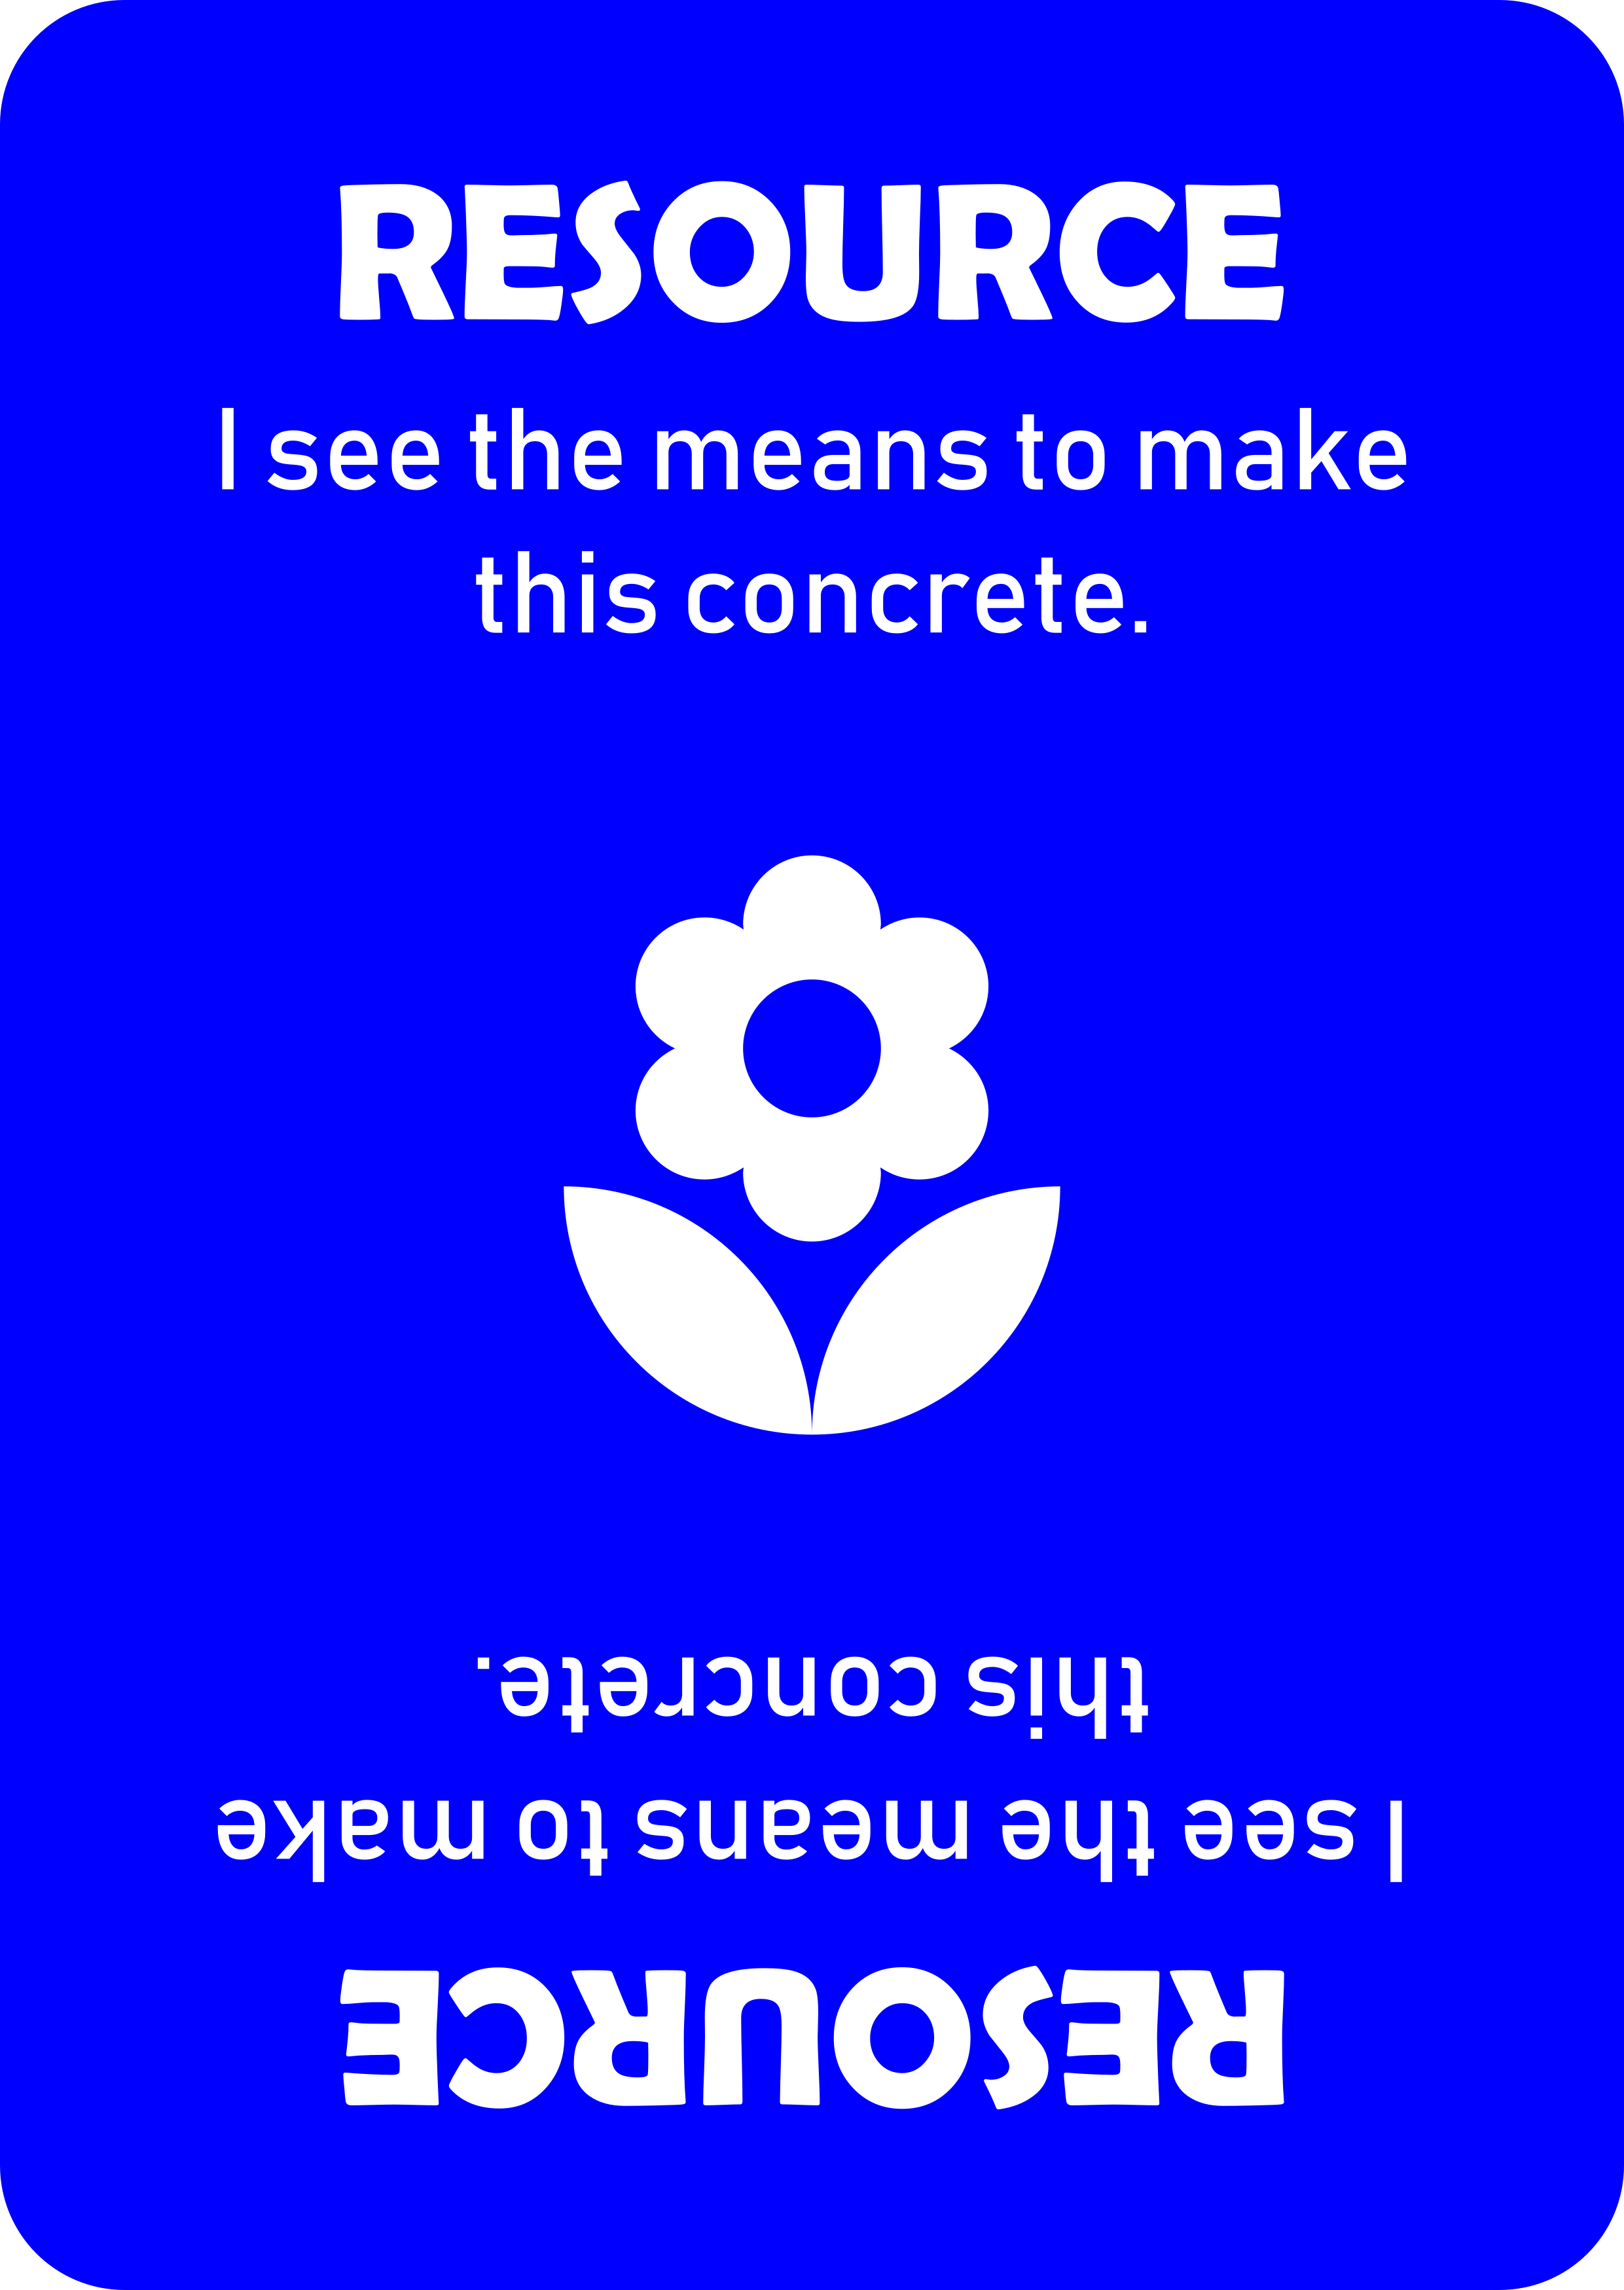 RESOURCE
I see the means to make
this concrete.
RESOURCE
I see the means to make
this concrete.